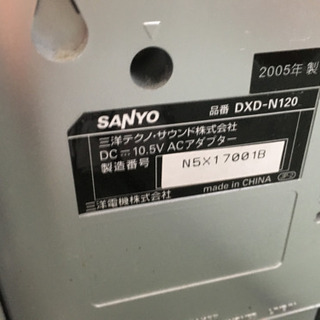 2005年 製
SANYO 品番 DXD-N120
三洋テクノ・サウンド株式会社
DC ⎓ 10.5V ACアダプター
製造番号 N5X17001B
made in CHINA
三洋電機株式会社